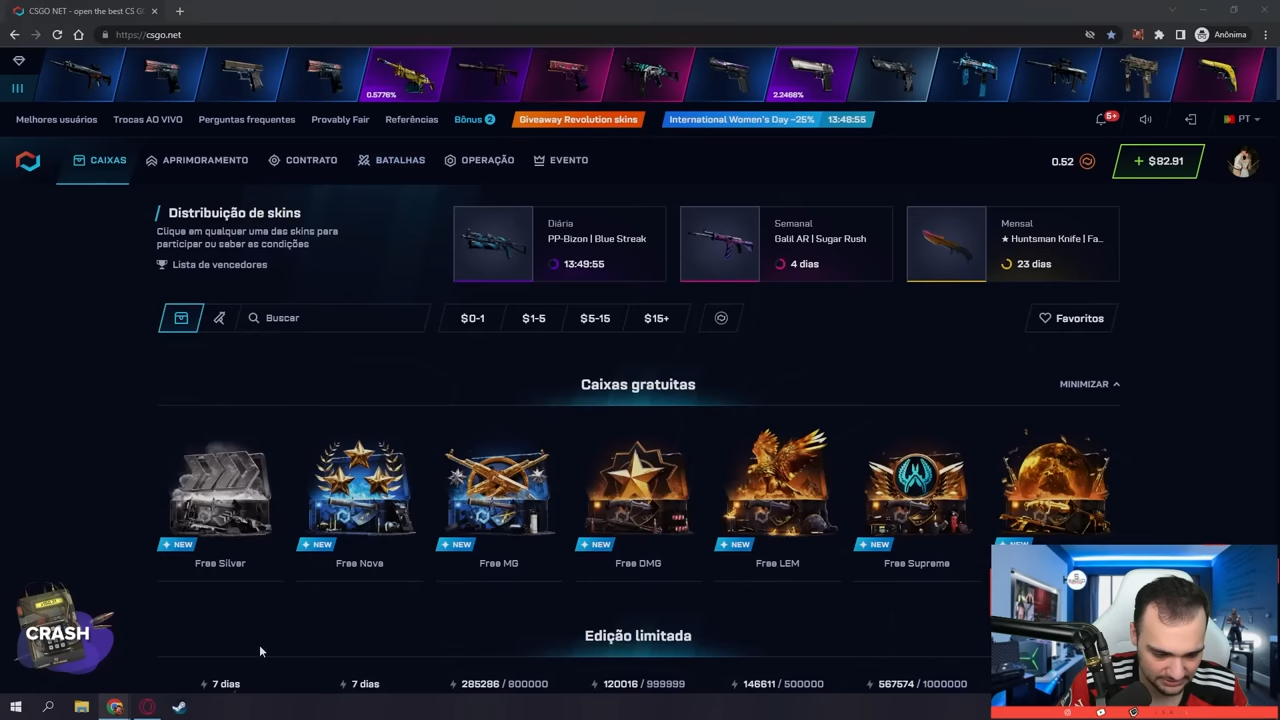 CSGO NET - open the best CS G
https://csgo.net
Anônima
0.5776%
2.2466%
Melhores usuários
Trocas AO VIVO
Perguntas frequentes
Provably Fair
Referências
Bônus 2
Giveaway Revolution skins
International Women's Day -25% 13:48:55
5+
PT
CAIXAS
APRIMORAMENTO
CONTRATO
BATALHAS
OPERAÇÃO
EVENTO
0.52
+ $82.91
Distribuição de skins
Clique em qualquer uma das skins para
participar ou saber as condições
Lista de vencedores
Diária
PP-Bizon | Blue Streak
13:49:55
Semanal
Galil AR | Sugar Rush
4 dias
Mensal
★ Huntsman Knife | Fa...
23 dias
Buscar
$0-1
$1-5
$5-15
$15+
Favoritos
Caixas gratuitas
MINIMIZAR
NEW
NEW
NEW
NEW
NEW
NEW
Free Silver
Free Nova
Free MG
Free DMG
Free LEM
Free Supreme
CRASH
Edição limitada
7 dias
7 dias
285286 / 800000
120016 / 999999
146611 / 500000
567574 / 1000000